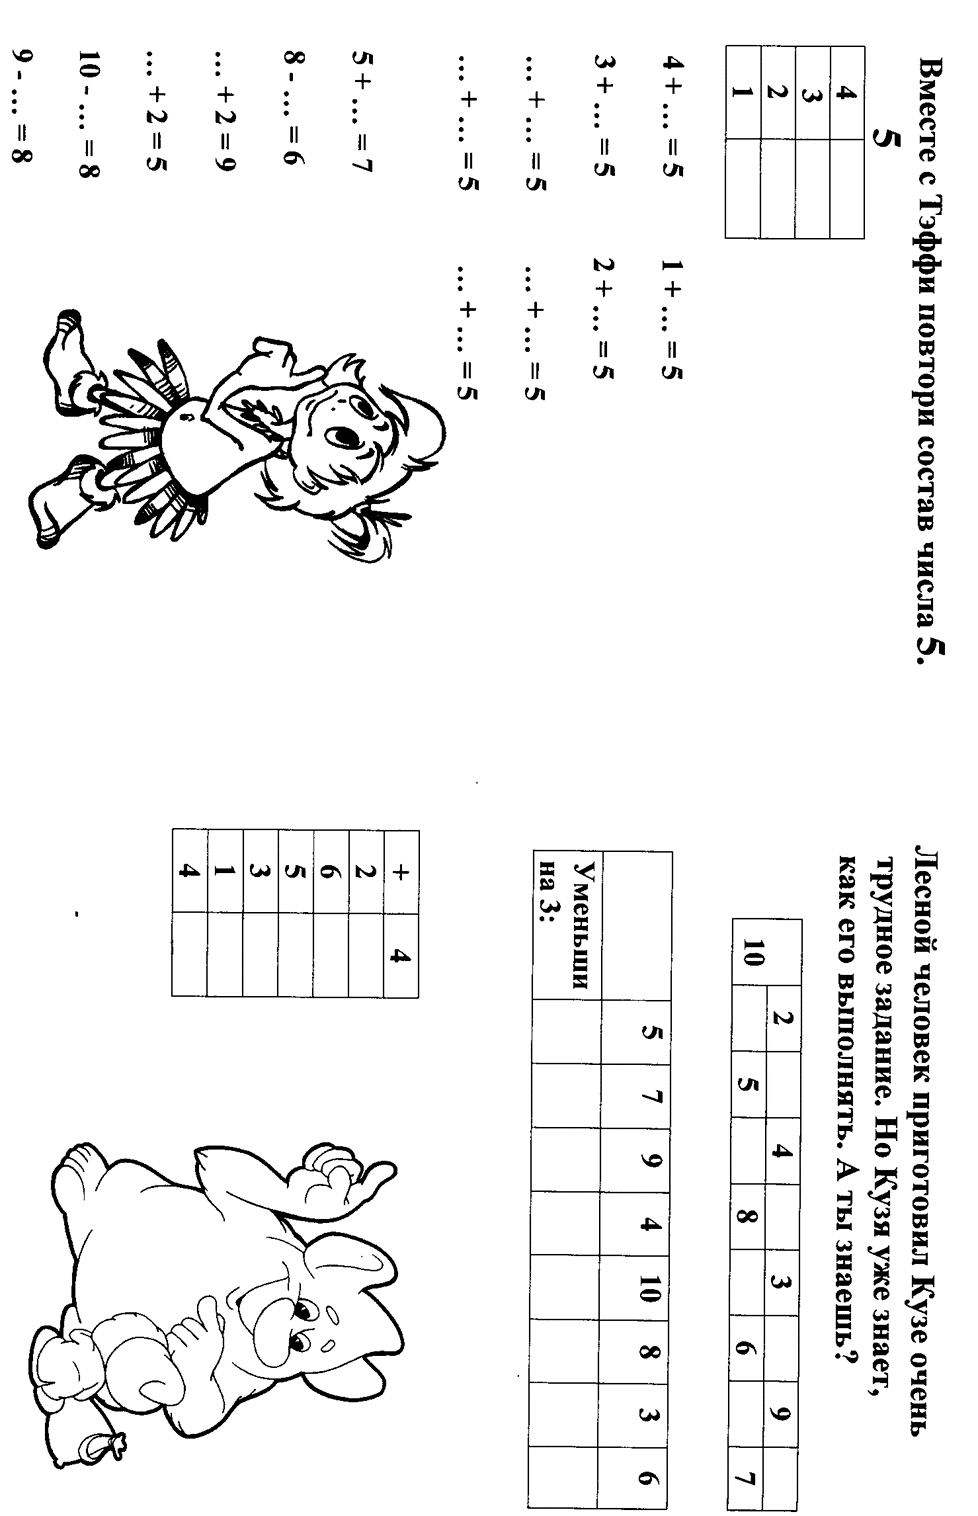 Вместе с Тэффи повтори состав числа 5.
5
4
3
2
1
4 + ... = 5 1 + ... = 5
3 + ... = 5 2 + ... = 5
... + ... = 5 ... + ... = 5
... + ... = 5 ... + ... = 5
5 + ... = 7
8 - ... = 6
... + 2 = 9
... + 2 = 5
10 - ... = 8
9 - ... = 8
Лесной человек приготовил Кузе очень
трудное задание. Но Кузя уже знает,
как его выполнять. А ты знаешь?
10 2 4 3 9
5 8 6 7
5 7 9 4 10 8 3 6
Уменьши
на 3:
+ 4
2
6
5
3
1
4